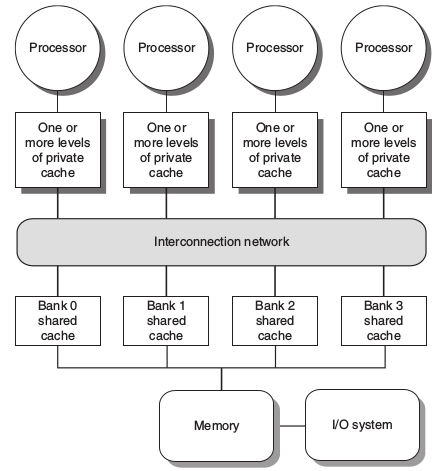 Processor Processor Processor Processor
One or One or One or One or
more levels more levels more levels more levels
of private of private of private of private
cache cache cache cache
Interconnection network
Bank 0 Bank 1 Bank 2 Bank 3
shared shared shared shared
cache cache cache cache
Memory I/O system